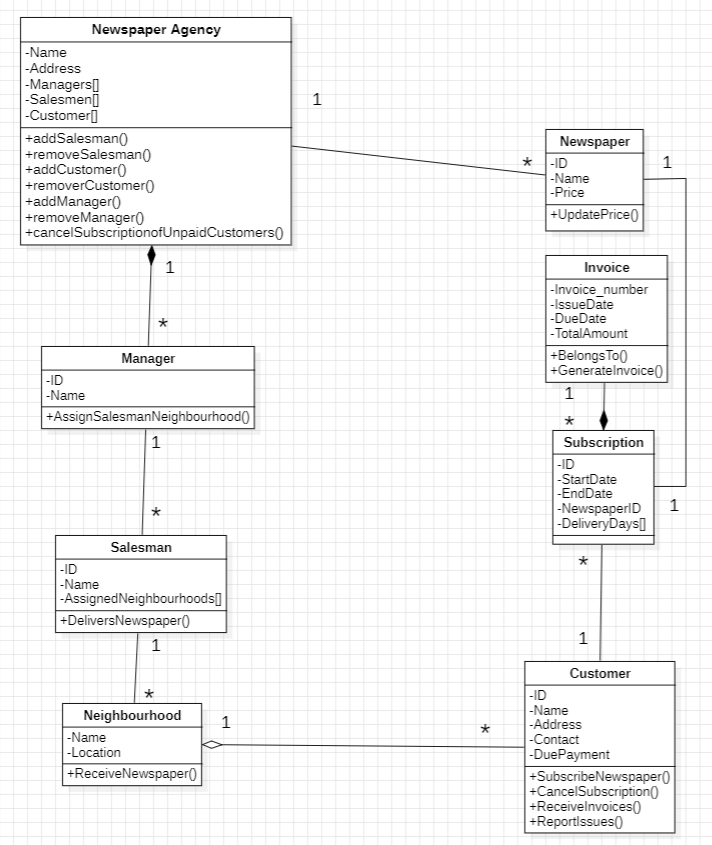 Newspaper Agency
-Name
-Address
-Managers[]
-Salesmen[]
-Customer[]
+addSalesman()
+removeSalesman()
+addCustomer()
+removerCustomer()
+addManager()
+removeManager()
+cancelSubscriptionofUnpaidCustomers()
1
*
Newspaper
-ID
-Name
-Price
+UpdatePrice()
1
Invoice
-Invoice_number
-IssueDate
-DueDate
-TotalAmount
+BelongsTo()
+GenerateInvoice()
1
*
1
*
Manager
-ID
-Name
+AssignSalesmanNeighbourhood()
1
*
Subscription
-ID
-StartDate
-EndDate
-NewspaperID
-DeliveryDays[]
1
*
1
Salesman
-ID
-Name
-AssignedNeighbourhoods[]
+DeliversNewspaper()
1
*
Neighbourhood
-Name
-Location
+ReceiveNewspaper()
1
*
Customer
-ID
-Name
-Address
-Contact
-DuePayment
+SubscribeNewspaper()
+CancelSubscription()
+ReceiveInvoices()
+ReportIssues()